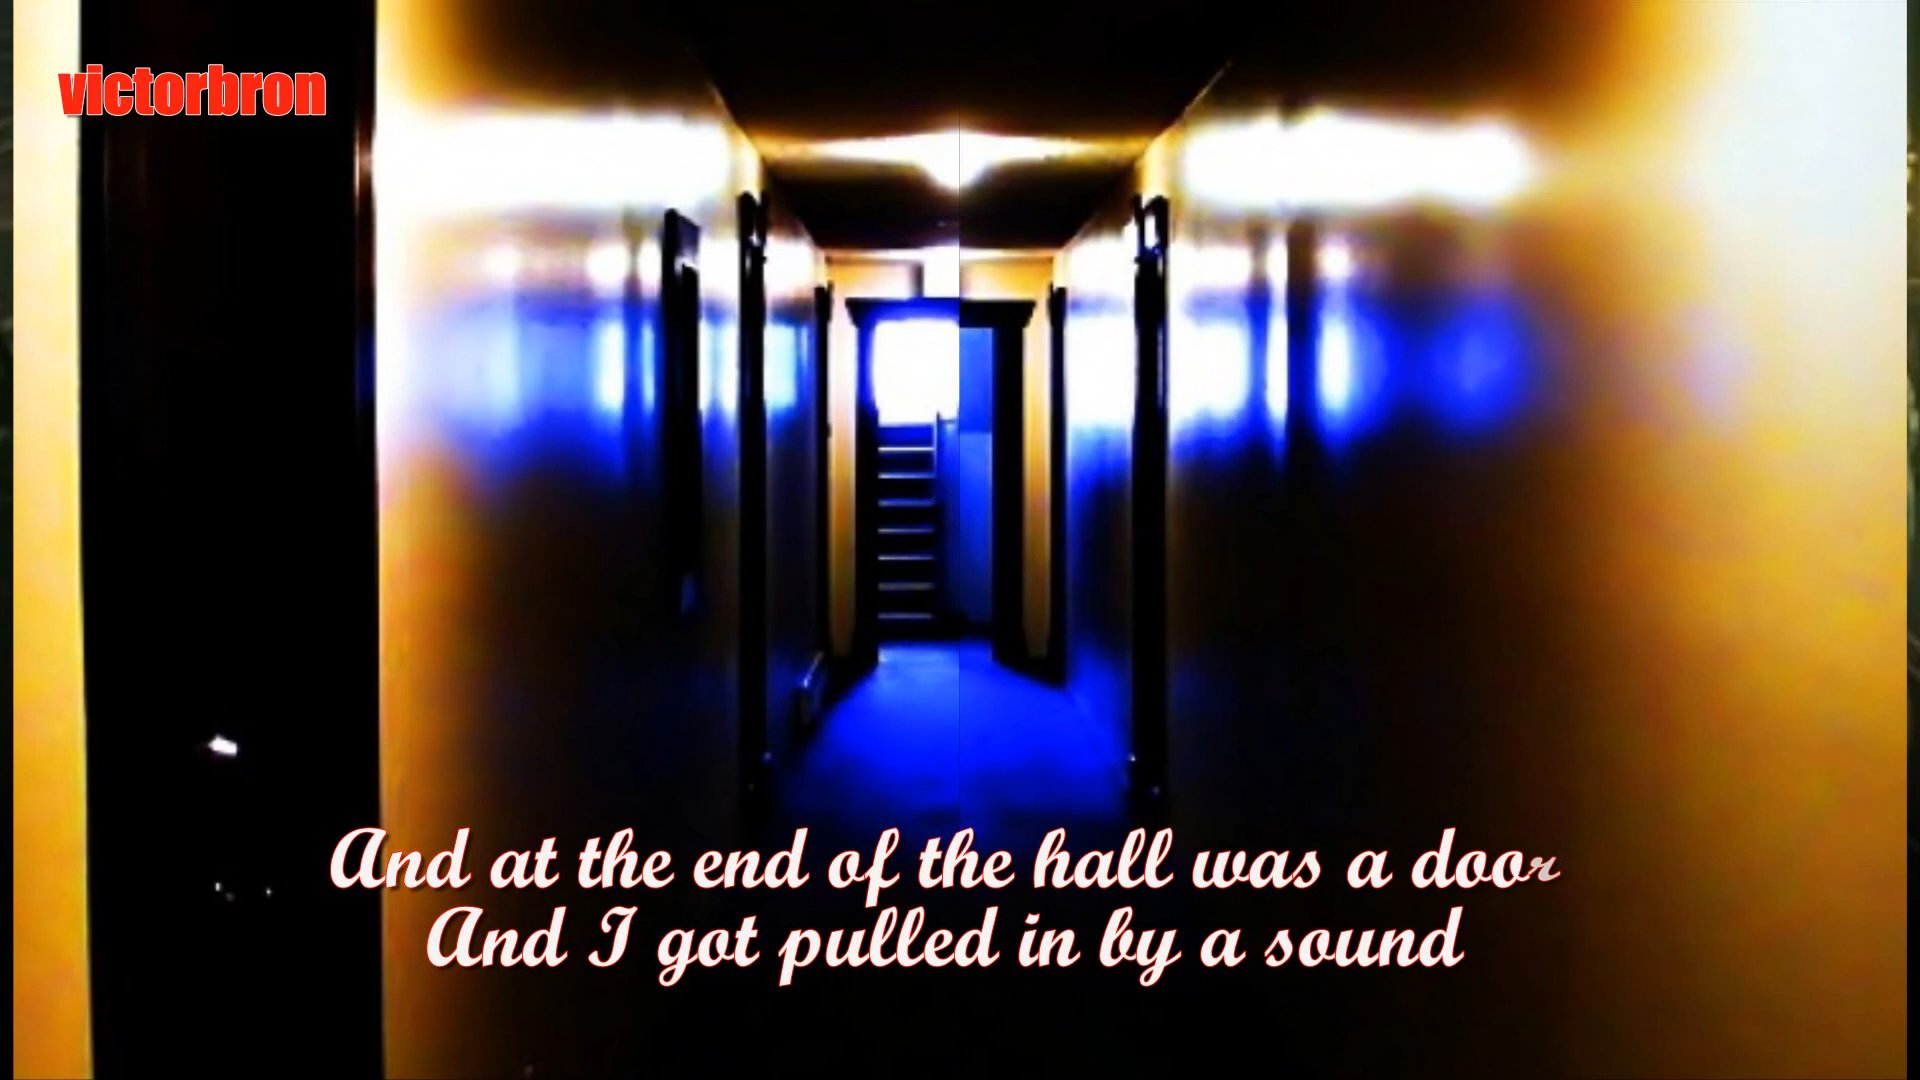 victorbron
And at the end of the hall was a door
And I got pulled in by a sound